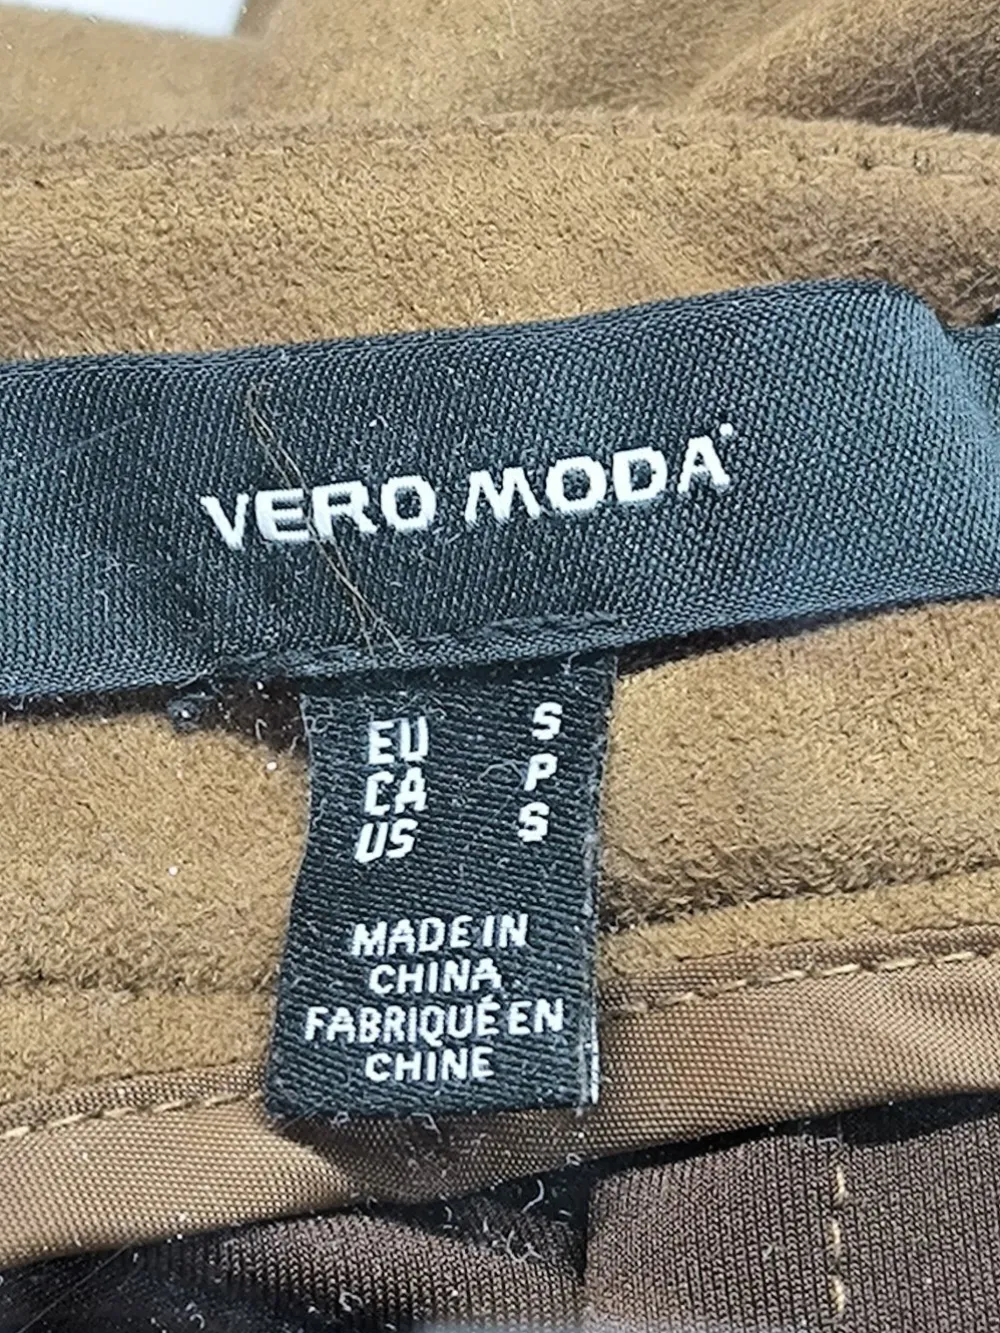 VERO MODA
EU S
CA P
US S
MADE IN
CHINA
FABRIQUÉ EN
CHINE